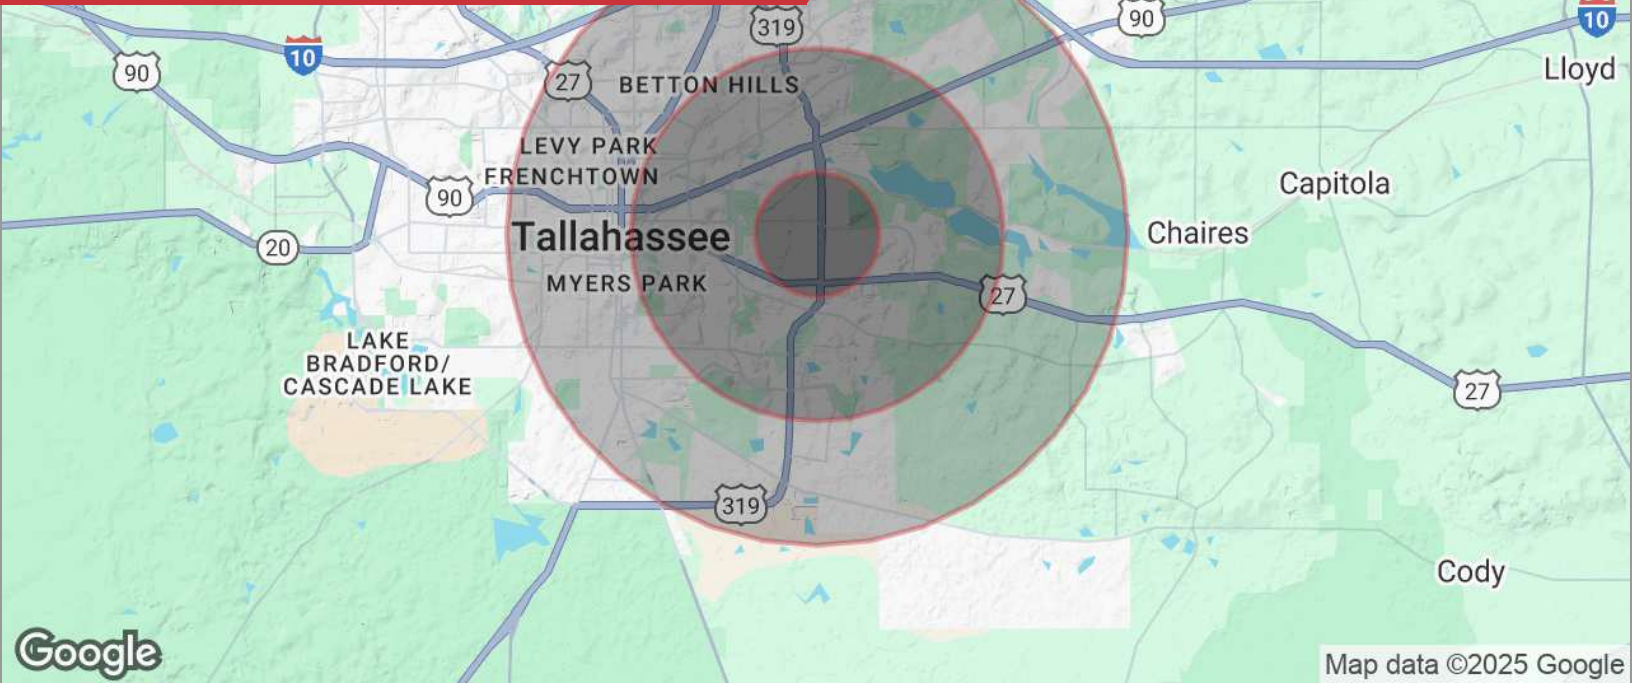 319
90
10
10
90
27
BETTON HILLS
Lloyd
LEVY PARK
FRENCHTOWN
90
Capitola
Tallahassee
Chaires
20
MYERS PARK
27
LAKE
BRADFORD/
CASCADE LAKE
27
319
Cody
Google
Map data ©2025 Google